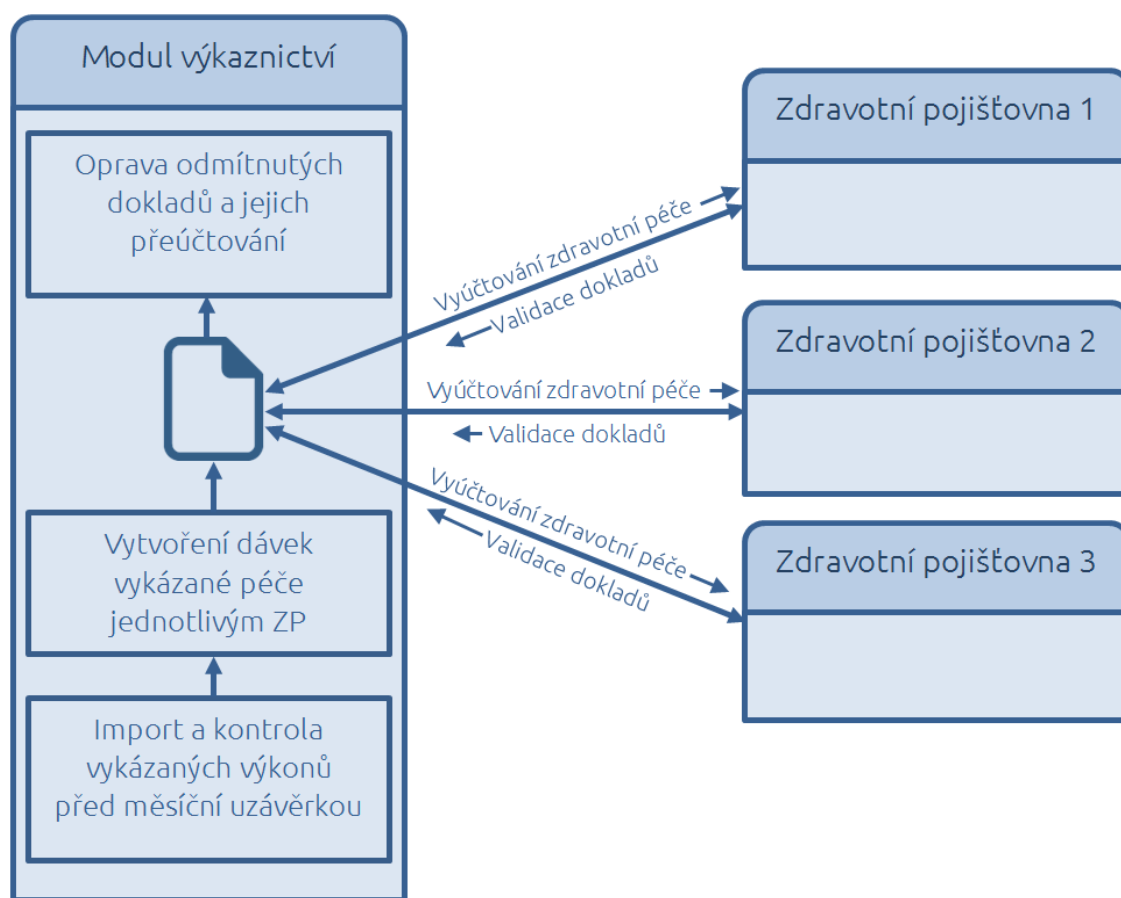 Modul výkaznictví
Oprava odmítnutých
dokladů a jejich
přeúčtování
Vytvoření dávek
vykázané péče
jednotlivým ZP
Import a kontrola
vykázaných výkonů
před měsíční uzávěrkou
Vyúčtování zdravotní péče
Validace dokladů
Vyúčtování zdravotní péče
Validace dokladů
Vyúčtování zdravotní péče
Validace dokladů
Zdravotní pojišťovna 1
Zdravotní pojišťovna 2
Zdravotní pojišťovna 3